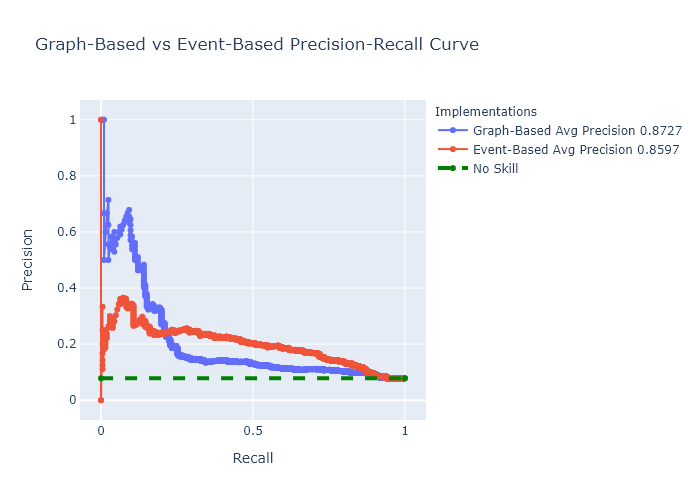 Graph-Based vs Event-Based Precision-Recall Curve
Implementations
Graph-Based Avg Precision 0.8727
Event-Based Avg Precision 0.8597
No Skill
Precision
1
0.8
0.6
0.4
0.2
0
0
0.5
1
Recall